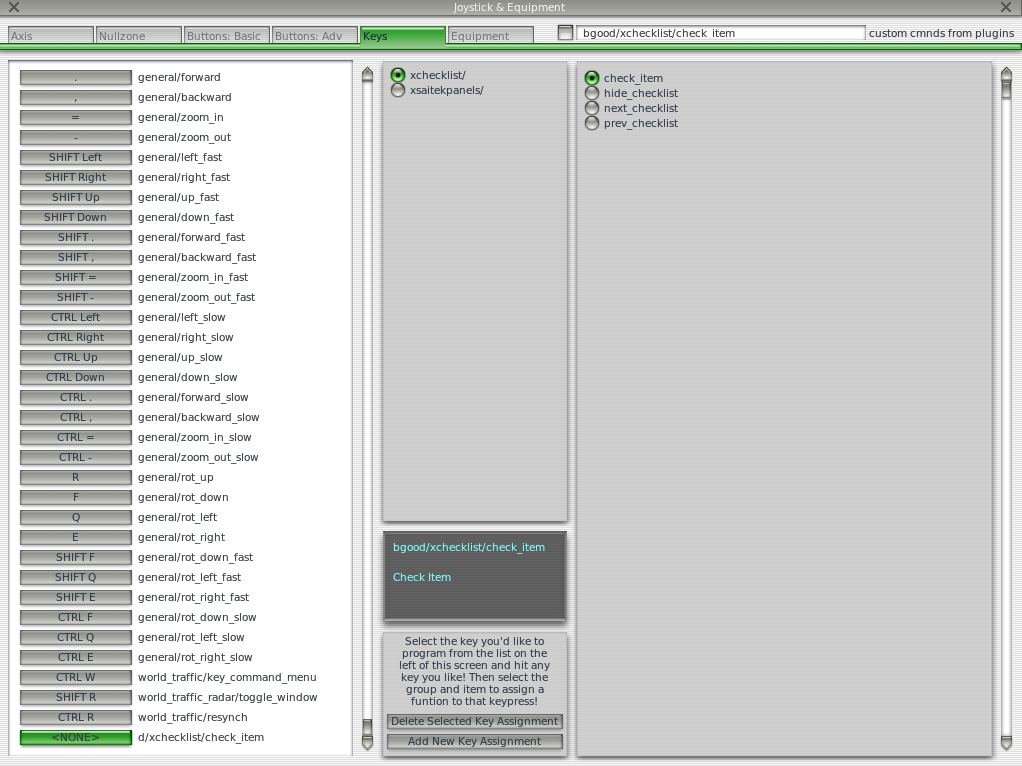 Joystick & Equipment
Axis
Nullzone
Buttons: Basic
Buttons: Adv
Keys
Equipment
bgood/xchecklist/check_item
custom cmnds from plugins
. general/forward
, general/backward
= general/zoom_in
- general/zoom_out
SHIFT Left general/left_fast
SHIFT Right general/right_fast
SHIFT Up general/up_fast
SHIFT Down general/down_fast
SHIFT . general/forward_fast
SHIFT , general/backward_fast
SHIFT = general/zoom_in_fast
SHIFT - general/zoom_out_fast
CTRL Left general/left_slow
CTRL Right general/right_slow
CTRL Up general/up_slow
CTRL Down general/down_slow
CTRL . general/forward_slow
CTRL , general/backward_slow
CTRL = general/zoom_in_slow
CTRL - general/zoom_out_slow
R general/rot_up
F general/rot_down
Q general/rot_left
E general/rot_right
SHIFT F general/rot_down_fast
SHIFT Q general/rot_left_fast
SHIFT E general/rot_right_fast
CTRL F general/rot_down_slow
CTRL Q general/rot_left_slow
CTRL E general/rot_right_slow
CTRL W world_traffic/key_command_menu
SHIFT R world_traffic_radar/toggle_window
CTRL R world_traffic/resynch
<NONE> d/xchecklist/check_item
xchecklist/
xsaitekpanels/
bgood/xchecklist/check_item
Check Item
Select the key you'd like to
program from the list on the
left of this screen and hit any
key you like! Then select the
group and item to assign a
funtion to that keypress!
Delete Selected Key Assignment
Add New Key Assignment
check_item
hide_checklist
next_checklist
prev_checklist